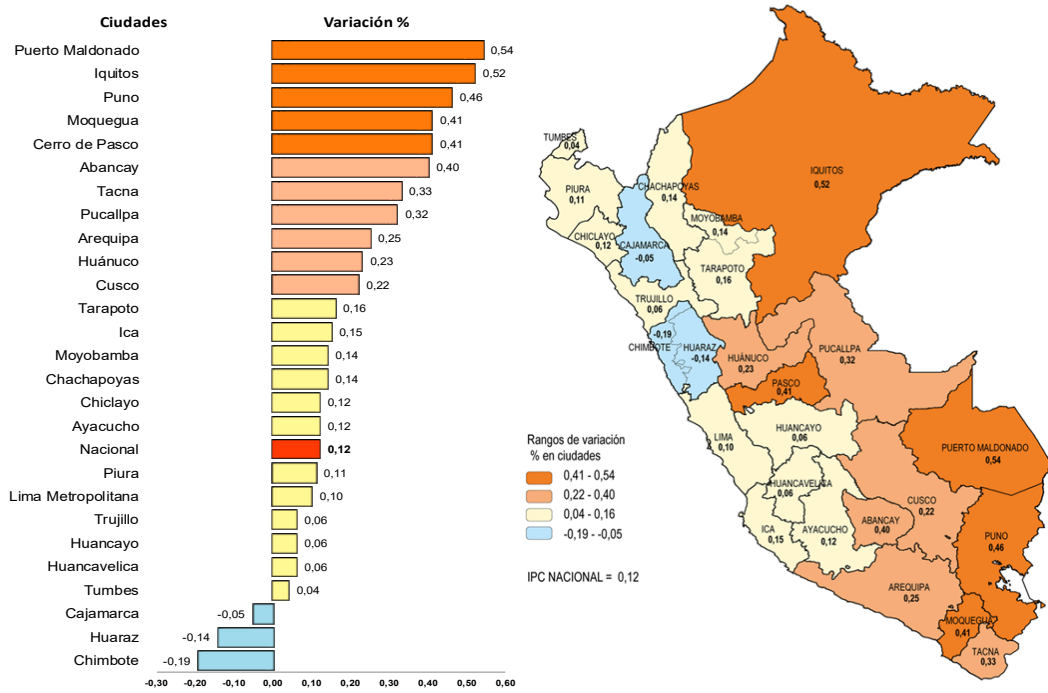 Ciudades Variación %
Puerto Maldonado 0,54
Iquitos 0,52
Puno 0,46
Moquegua 0,41
Cerro de Pasco 0,41
Abancay 0,40
Tacna 0,33
Pucallpa 0,32
Arequipa 0,25
Huánuco 0,23
Cusco 0,22
Tarapoto 0,16
Ica 0,15
Moyobamba 0,14
Chachapoyas 0,14
Chiclayo 0,12
Ayacucho 0,12
Nacional 0,12
Piura 0,11
Lima Metropolitana 0,10
Trujillo 0,06
Huancayo 0,06
Huancavelica 0,06
Tumbes 0,04
Cajamarca -0,05
Huaraz -0,14
Chimbote -0,19
-0,30 -0,20 -0,10 0,00 0,10 0,20 0,30 0,40 0,50 0,60
TUMBES
0,04
PIURA
0,11
CHICLAYO
0,12
CAJAMARCA
-0,05
CHACHAPOYAS
0,14
MOYOBAMBA
0,14
TARAPOTO
0,16
IQUITOS
0,52
TRUJILLO
0,06
-0,19
CHIMBOTE
HUARAZ
-0,14
HUÁNUCO
0,23
PUCALLPA
0,32
PASCO
0,41
LIMA
0,10
HUANCAYO
0,06
HUANCAVELICA
0,06
ICA
0,15
AYACUCHO
0,12
ABANCAY
0,40
CUSCO
0,22
PUERTO MALDONADO
0,54
PUNO
0,46
AREQUIPA
0,25
MOQUEGUA
0,41
TACNA
0,33
Rangos de variación
% en ciudades
0,41 - 0,54
0,22 - 0,40
0,04 - 0,16
-0,19 - -0,05
IPC NACIONAL = 0,12